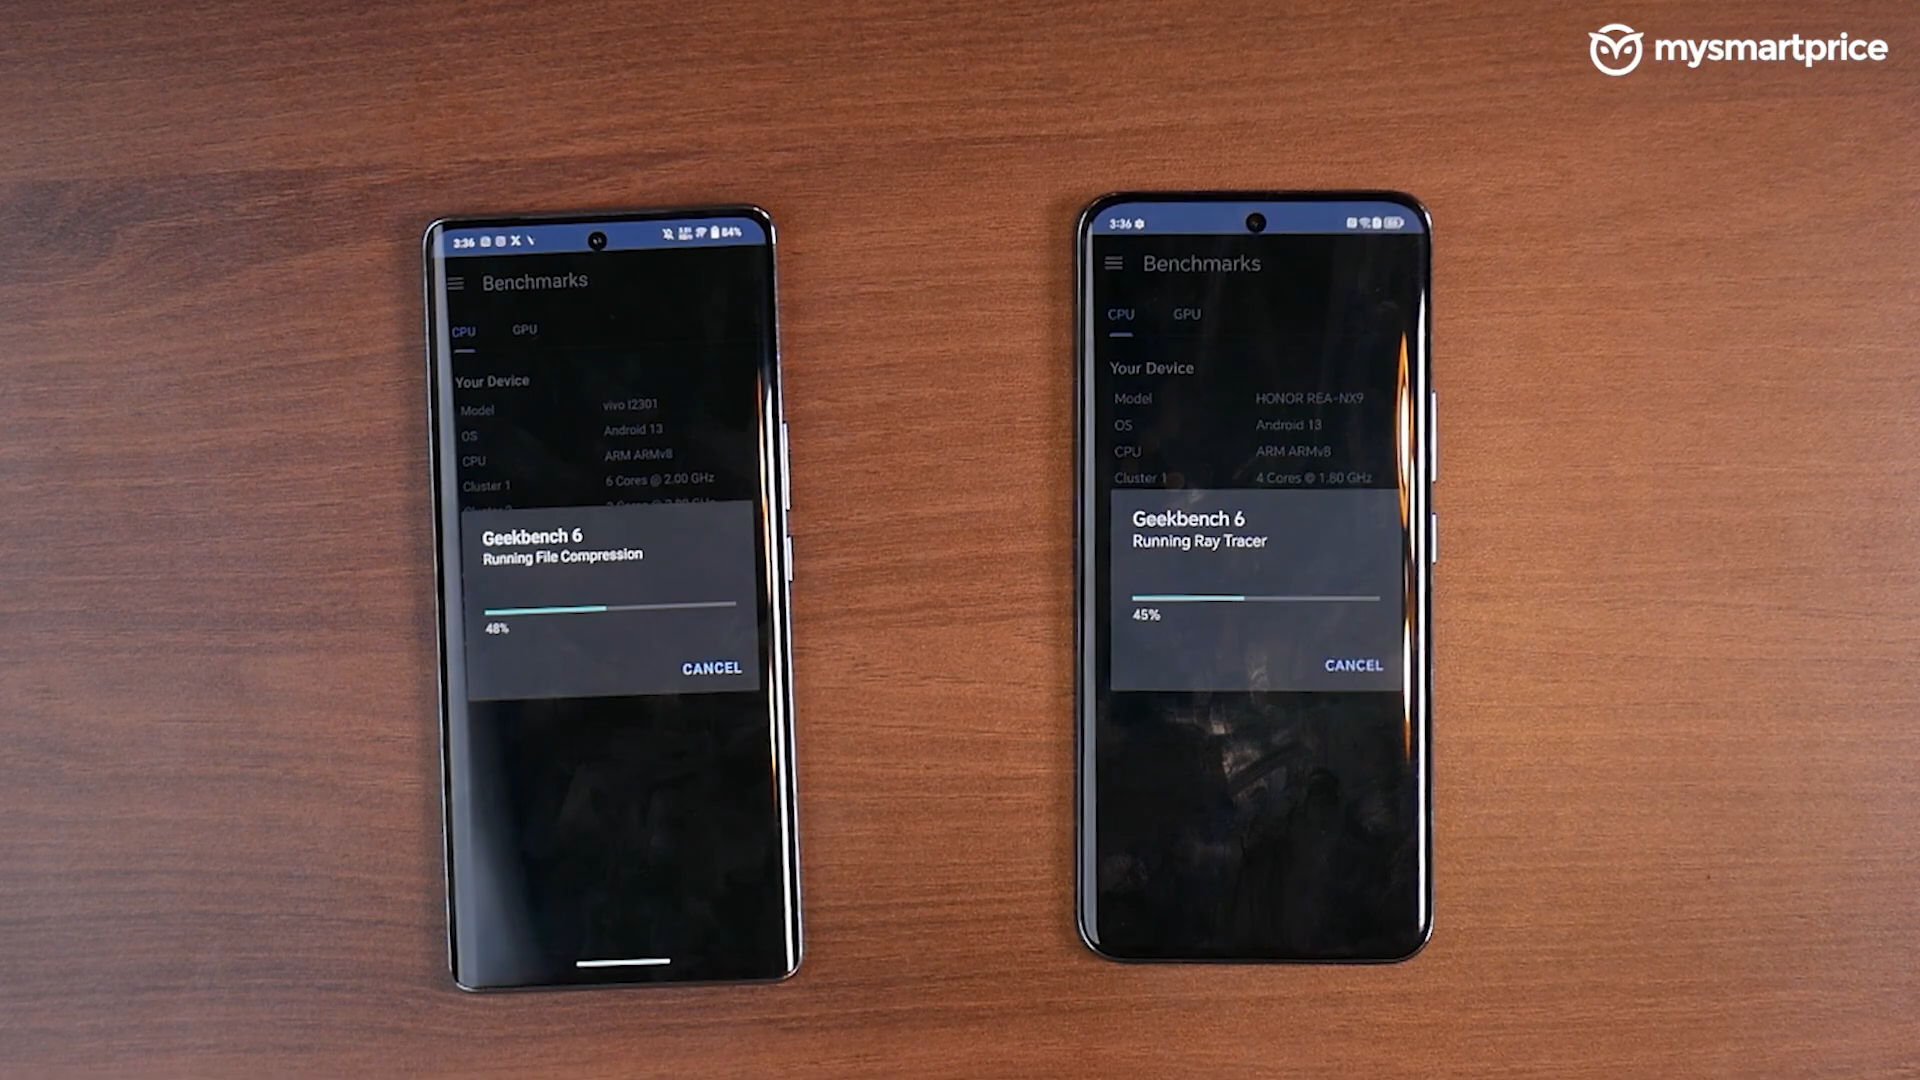 mysmartprice
3:36
84%
Benchmarks
CPU GPU
Your Device
Model vivo I2301
OS Android 13
CPU ARM ARMv8
Cluster 1 6 Cores @ 2.00 GHz
Geekbench 6
Running File Compression
48%
CANCEL
3:36
Benchmarks
CPU GPU
Your Device
Model HONOR REA-NX9
OS Android 13
CPU ARM ARMv8
Cluster 1 4 Cores @ 1.80 GHz
Geekbench 6
Running Ray Tracer
45%
CANCEL